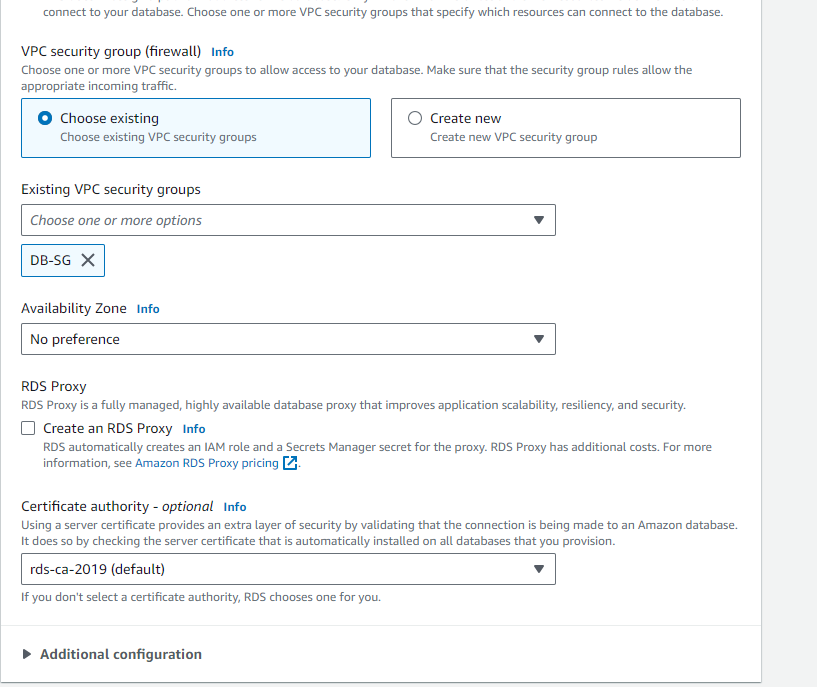 connect to your database. Choose one or more VPC security groups that specify which resources can connect to the database.
VPC security group (firewall) Info
Choose one or more VPC security groups to allow access to your database. Make sure that the security group rules allow the
appropriate incoming traffic.
Choose existing
Choose existing VPC security groups
Create new
Create new VPC security group
Existing VPC security groups
Choose one or more options
DB-SG
Availability Zone Info
No preference
RDS Proxy
RDS Proxy is a fully managed, highly available database proxy that improves application scalability, resiliency, and security.
Create an RDS Proxy Info
RDS automatically creates an IAM role and a Secrets Manager secret for the proxy. RDS Proxy has additional costs. For more
information, see Amazon RDS Proxy pricing.
Certificate authority - optional Info
Using a server certificate provides an extra layer of security by validating that the connection is being made to an Amazon database.
It does so by checking the server certificate that is automatically installed on all databases that you provision.
rds-ca-2019 (default)
If you don't select a certificate authority, RDS chooses one for you.
Additional configuration